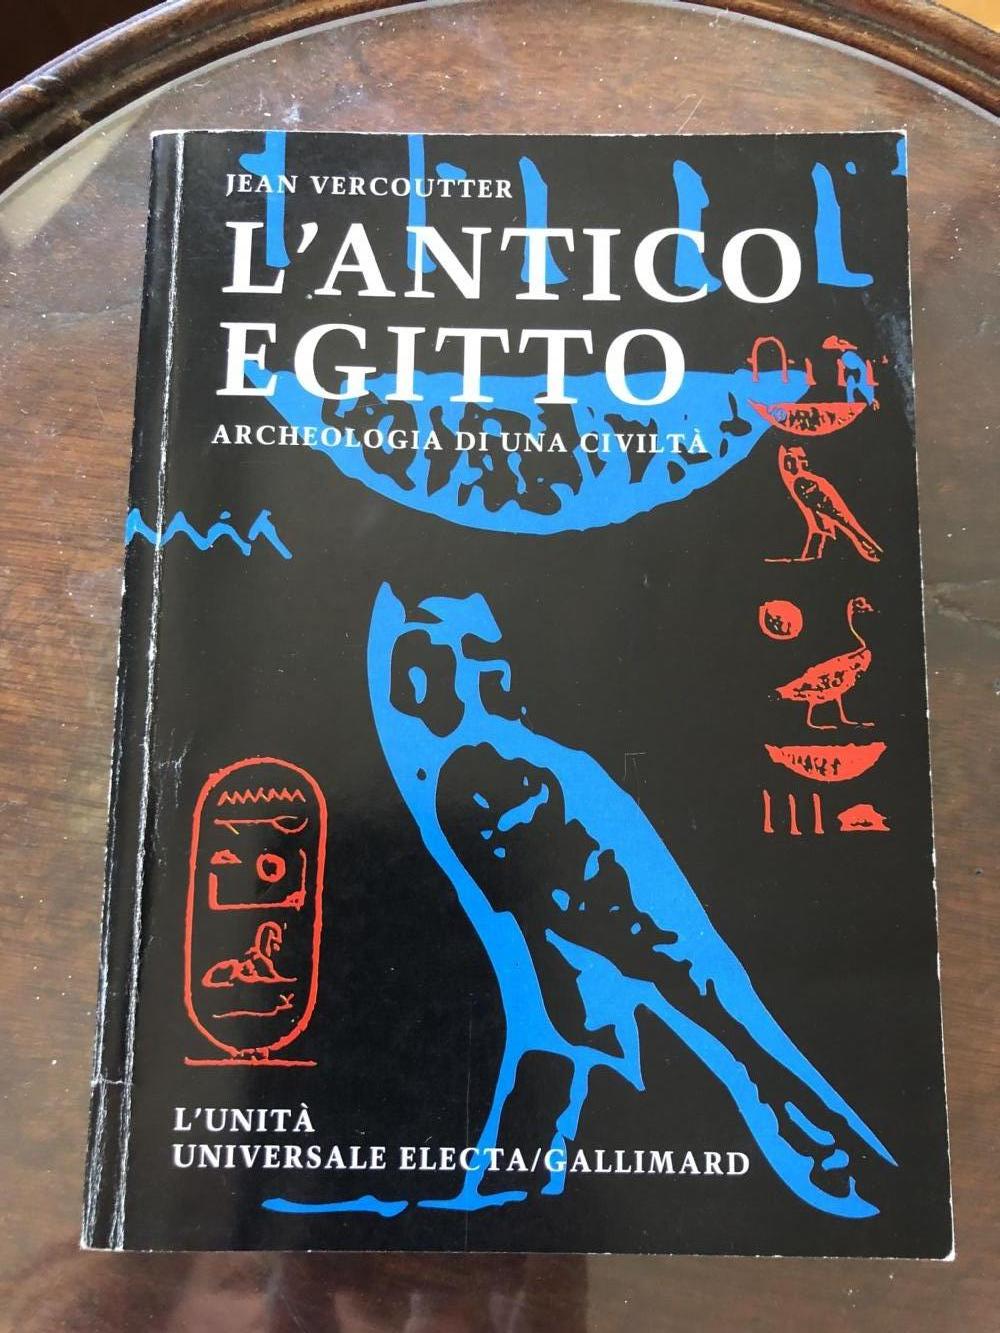 JEAN VERCOUTTER
L'ANTICO
EGITTO
ARCHEOLOGIA DI UNA CIVILTÀ
L'UNITÀ
UNIVERSALE ELECTA/GALLIMARD